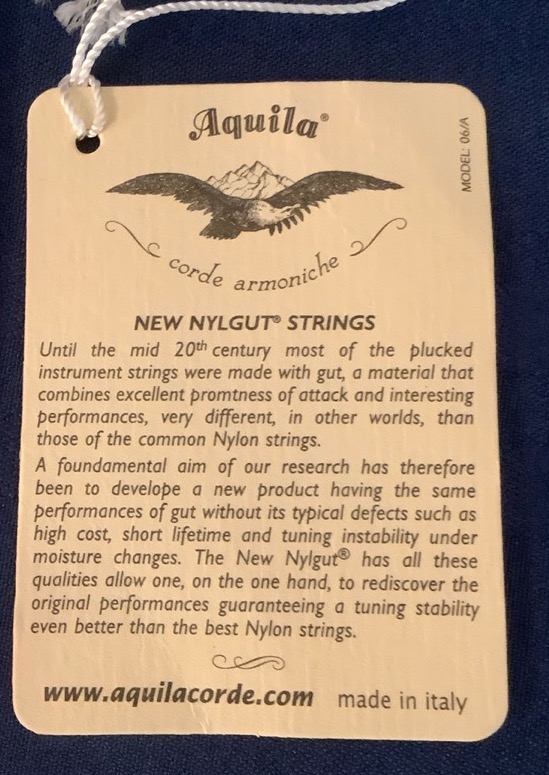 Aquila®
MODEL: 06/A
corde armoniche
NEW NYLGUT® STRINGS
Until the mid 20th century most of the plucked
instrument strings were made with gut, a material that
combines excellent promtness of attack and interesting
performances, very different, in other worlds, than
those of the common Nylon strings.
A foundamental aim of our research has therefore
been to develope a new product having the same
performances of gut without its typical defects such as
high cost, short lifetime and tuning instability under
moisture changes. The New Nylgut® has all these
qualities allow one, on the one hand, to rediscover the
original performances guaranteeing a tuning stability
even better than the best Nylon strings.
www.aquilacorde.com made in italy